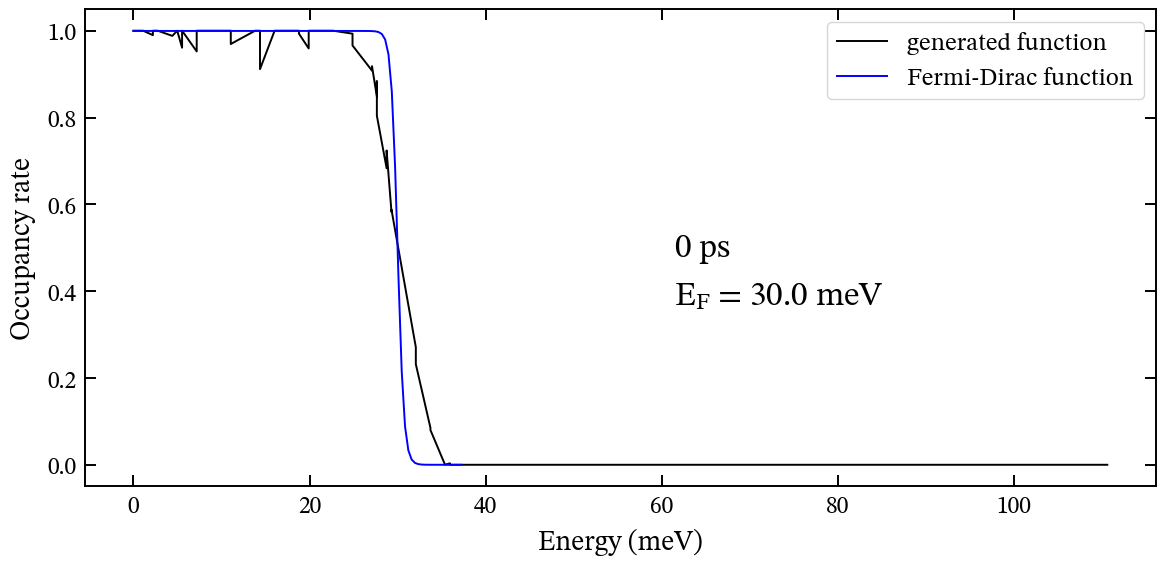 generated function
Fermi-Dirac function
1.0
0.8
0.6
0.4
0.2
0.0
Occupancy rate
0 ps
E_F = 30.0 meV
0 20 40 60 80 100
Energy (meV)